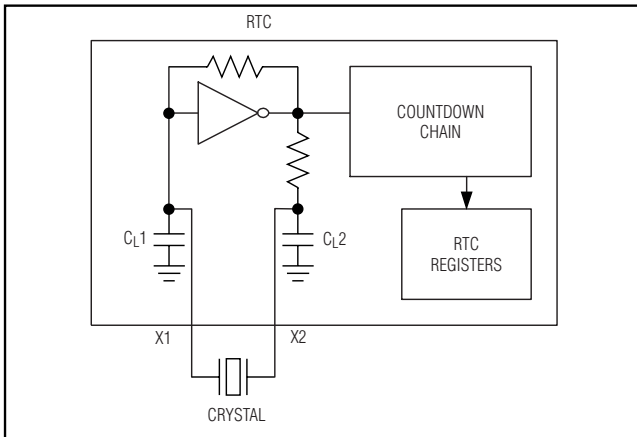 RTC
COUNTDOWN
CHAIN
CL1
CL2
RTC
REGISTERS
X1
X2
CRYSTAL